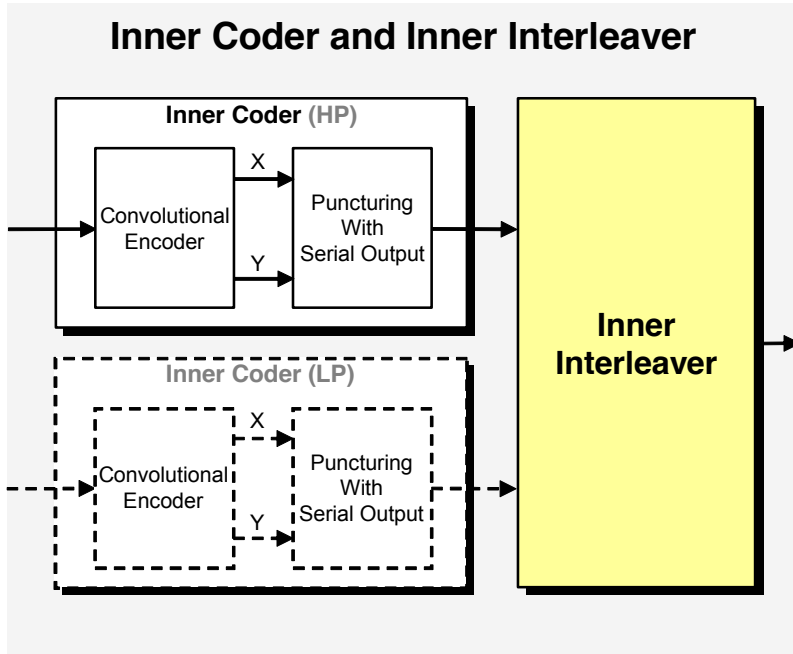 Inner Coder and Inner Interleaver
Inner Coder (HP)
X
Convolutional
Encoder
Y
Puncturing
With
Serial Output
Inner Coder (LP)
X
Convolutional
Encoder
Y
Puncturing
With
Serial Output
Inner
Interleaver